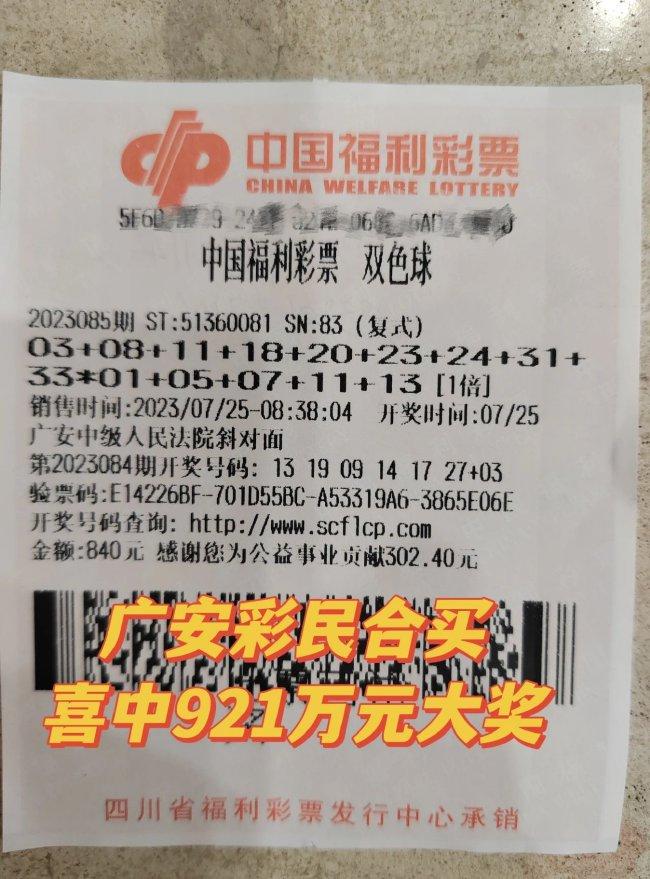 中国福利彩票
CHINA WELFARE LOTTERY
中国福利彩票 双色球
2023085期 ST:51360081 SN:83 (复式)
03+08+11+18+20+23+24+31+
33*01+05+07+11+13 [1倍]
销售时间:2023/07/25-08:38:04 开奖时间:07/25
广安中级人民法院斜对面
第2023084期开奖号码: 13 19 09 14 17 27+03
验票码:E14226BF-701D55BC-A53319A6-3865E06E
开奖号码查询: http://www.scflcp.com
金额:840元 感谢您为公益事业贡献302.40元
广安彩民合买
喜中921万元大奖
四川省福利彩票发行中心承销